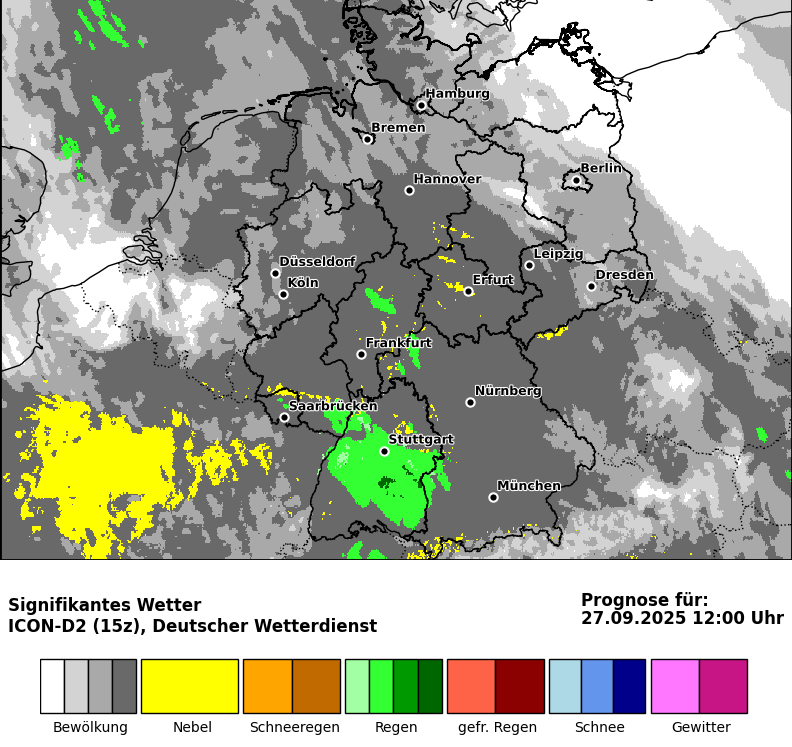 Hamburg
Bremen
Berlin
Hannover
Leipzig
Düsseldorf
Dresden
Köln
Erfurt
Frankfurt
Nürnberg
Saarbrücken
Stuttgart
München
Signifikantes Wetter
ICON-D2 (15z), Deutscher Wetterdienst
Prognose für:
27.09.2025 12:00 Uhr
Bewölkung
Nebel
Schneeregen
Regen
gefr. Regen
Schnee
Gewitter